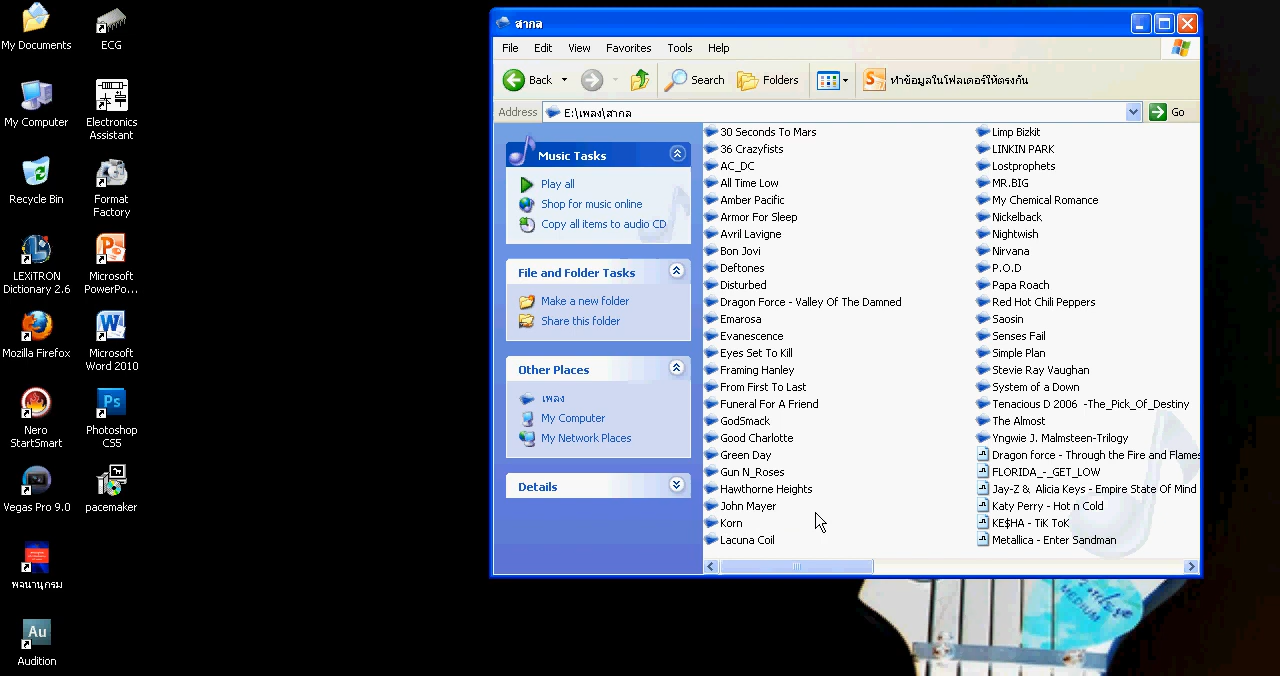 My Documents
ECG
My Computer
Electronics
Assistant
Recycle Bin
Format
Factory
LEXiTRON
Dictionary 2.6
Microsoft
PowerPo...
Mozilla Firefox
Microsoft
Word 2010
Nero
StartSmart
Photoshop
CS5
Vegas Pro 9.0
pacemaker
พจนานุกรม
Au
Audition
สากล
File Edit View Favorites Tools Help
Back Search Folders ทำข้อมูลในโฟลเดอร์ให้ตรงกัน
Address E:\เพลง\สากล Go
Music Tasks
Play all
Shop for music online
Copy all items to audio CD
File and Folder Tasks
Make a new folder
Share this folder
Other Places
เพลง
My Computer
My Network Places
Details
30 Seconds To Mars
36 Crazyfists
AC_DC
All Time Low
Amber Pacific
Armor For Sleep
Avril Lavigne
Bon Jovi
Deftones
Disturbed
Dragon Force - Valley Of The Damned
Emarosa
Evanescence
Eyes Set To Kill
Framing Hanley
From First To Last
Funeral For A Friend
GodSmack
Good Charlotte
Green Day
Gun N_Roses
Hawthorne Heights
John Mayer
Korn
Lacuna Coil
Limp Bizkit
LINKIN PARK
Lostprophets
MR.BIG
My Chemical Romance
Nickelback
Nightwish
Nirvana
P.O.D
Papa Roach
Red Hot Chili Peppers
Saosin
Senses Fail
Simple Plan
Stevie Ray Vaughan
System of a Down
Tenacious D 2006 -The_Pick_Of_Destiny
The Almost
Yngwie J. Malmsteen-Trilogy
Dragon force - Through the Fire and Flames
FLORIDA_-_GET_LOW
Jay-Z & Alicia Keys - Empire State Of Mind
Katy Perry - Hot n Cold
KE$HA - TiK ToK
Metallica - Enter Sandman
MEDIUM